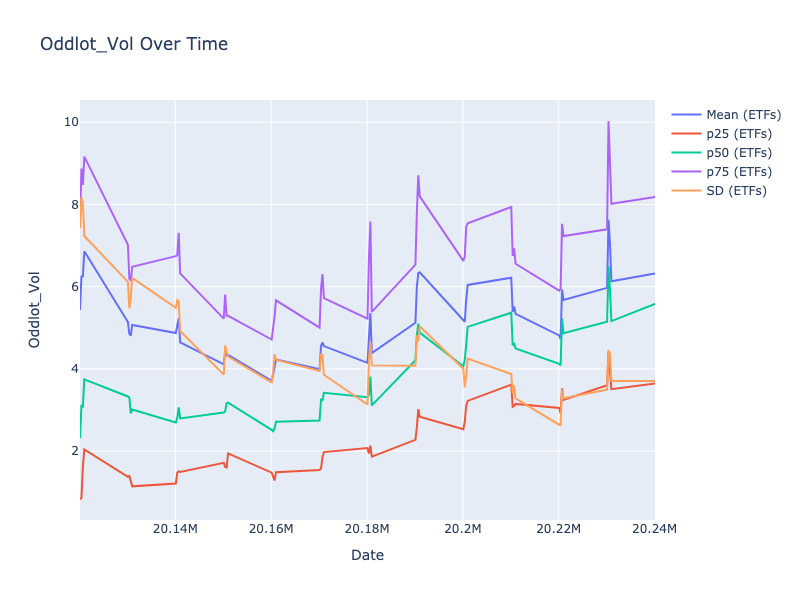 Oddlot_Vol Over Time
Mean (ETFs)
p25 (ETFs)
p50 (ETFs)
p75 (ETFs)
SD (ETFs)
Oddlot_Vol
10
8
6
4
2
20.14M
20.16M
20.18M
20.2M
20.22M
20.24M
Date